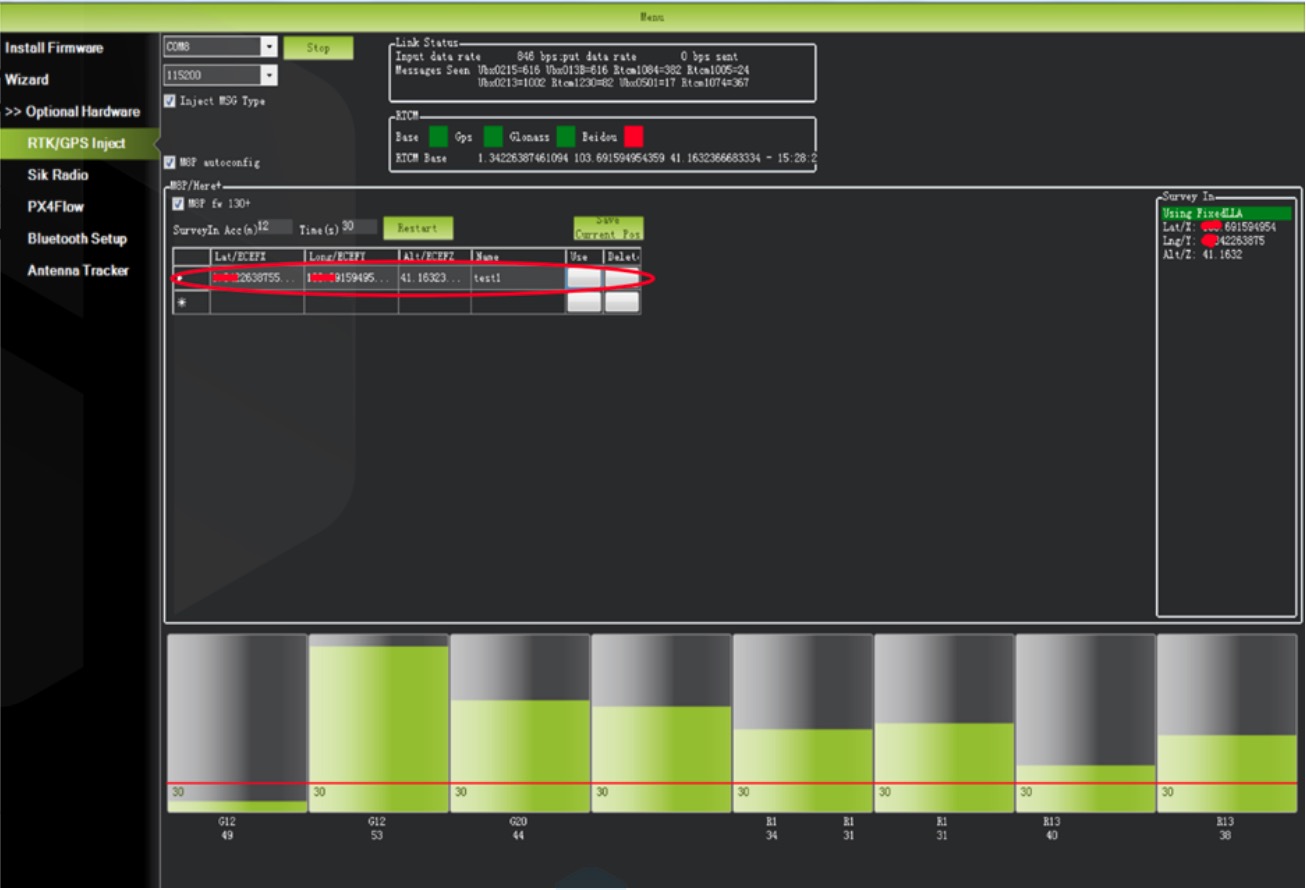 Menu
Install Firmware
Wizard
>> Optional Hardware
RTK/GPS Inject
Sik Radio
PX4Flow
Bluetooth Setup
Antenna Tracker
COM8
Stop
115200
Inject MSG Type
M8P autoconfig
Link Status
Input data rate 846 bps:put data rate 0 bps sent
Messages Seen Ubx0215=616 Ubx013B=616 Rtcm1084=382 Rtcm1005=24
Ubx0213=1002 Rtcm1230=82 Ubx0501=17 Rtcm1074=367
RTCM
Base Gps Glonass Beidou
RTCM Base 1.34226387461094 103.691594954359 41.1632366683334 - 15:28:2
M8P/Here+
M8P fw 130+
SurveyIn Acc(m) 12 Time(s) 30 Restart
Save
Current Pos
Lat/ECEFX Long/ECEFY Alt/ECEFZ Name Use Delet
22638755... 9159495... 41.16323... test1
Survey In
Using FixedLLA
Lat/X: .691594954
Lng/Y: 342263875
Alt/Z: 41.1632
30 30 30 30 30 30 30 30
G12 G12 G20 R1 R1 R1 R13 R13
49 53 44 34 31 31 40 38